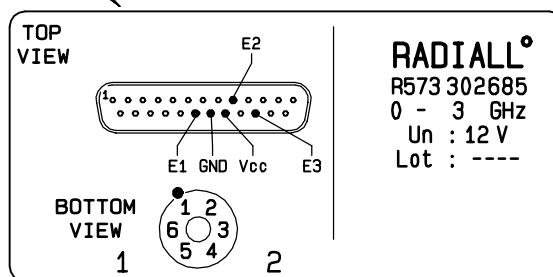 TOP
VIEW
E2
1
E1 GND Vcc E3
BOTTOM
VIEW
1 2
6 3
5 4
1 2
RADIALL°
R573 302685
0 - 3 GHz
Un : 12 V
Lot : ----